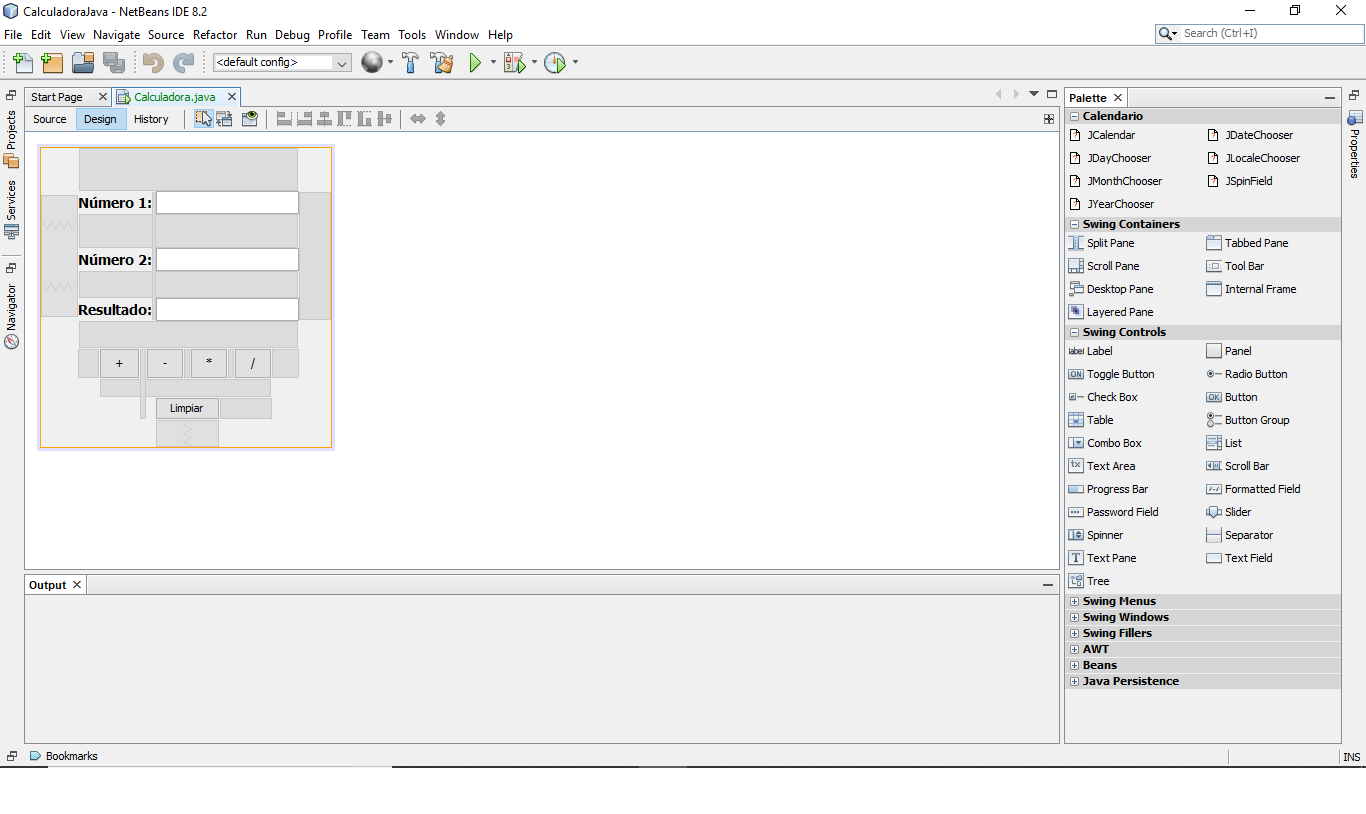 CalculadoraJava - NetBeans IDE 8.2
File Edit View Navigate Source Refactor Run Debug Profile Team Tools Window Help
Search (Ctrl+I)
<default config>
Start Page
Calculadora.java
Source Design History
Projects
Services
Navigator
Número 1:
Número 2:
Resultado:
+ - * /
Limpiar
Output
Bookmarks
Palette
Calendario
JCalendar JDateChooser
JDayChooser JLocaleChooser
JMonthChooser JSpinField
JYearChooser
Swing Containers
Split Pane Tabbed Pane
Scroll Pane Tool Bar
Desktop Pane Internal Frame
Layered Pane
Swing Controls
label Label Panel
ON Toggle Button Radio Button
Check Box OK Button
Table Button Group
Combo Box List
Text Area Scroll Bar
Progress Bar Formatted Field
Password Field Slider
Spinner Separator
T Text Pane Text Field
Tree
Swing Menus
Swing Windows
Swing Fillers
AWT
Beans
Java Persistence
Properties
INS